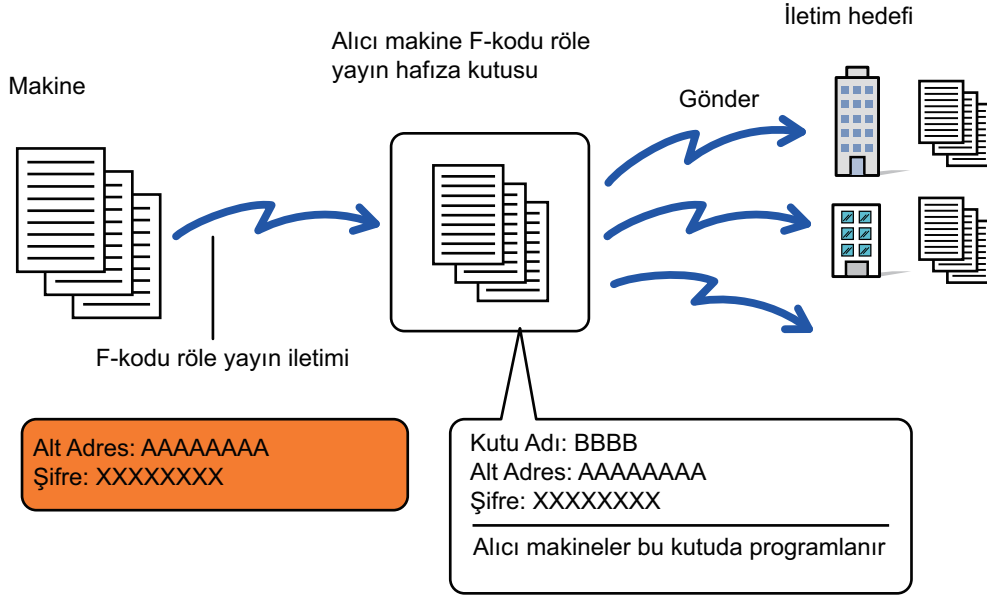 İletim hedefi
Alıcı makine F-kodu röle
yayın hafıza kutusu
Makine
Gönder
F-kodu röle yayın iletimi
Alt Adres: AAAAAAAA
Şifre: XXXXXXXX
Kutu Adı: BBBB
Alt Adres: AAAAAAAA
Şifre: XXXXXXXX
Alıcı makineler bu kutuda programlanır